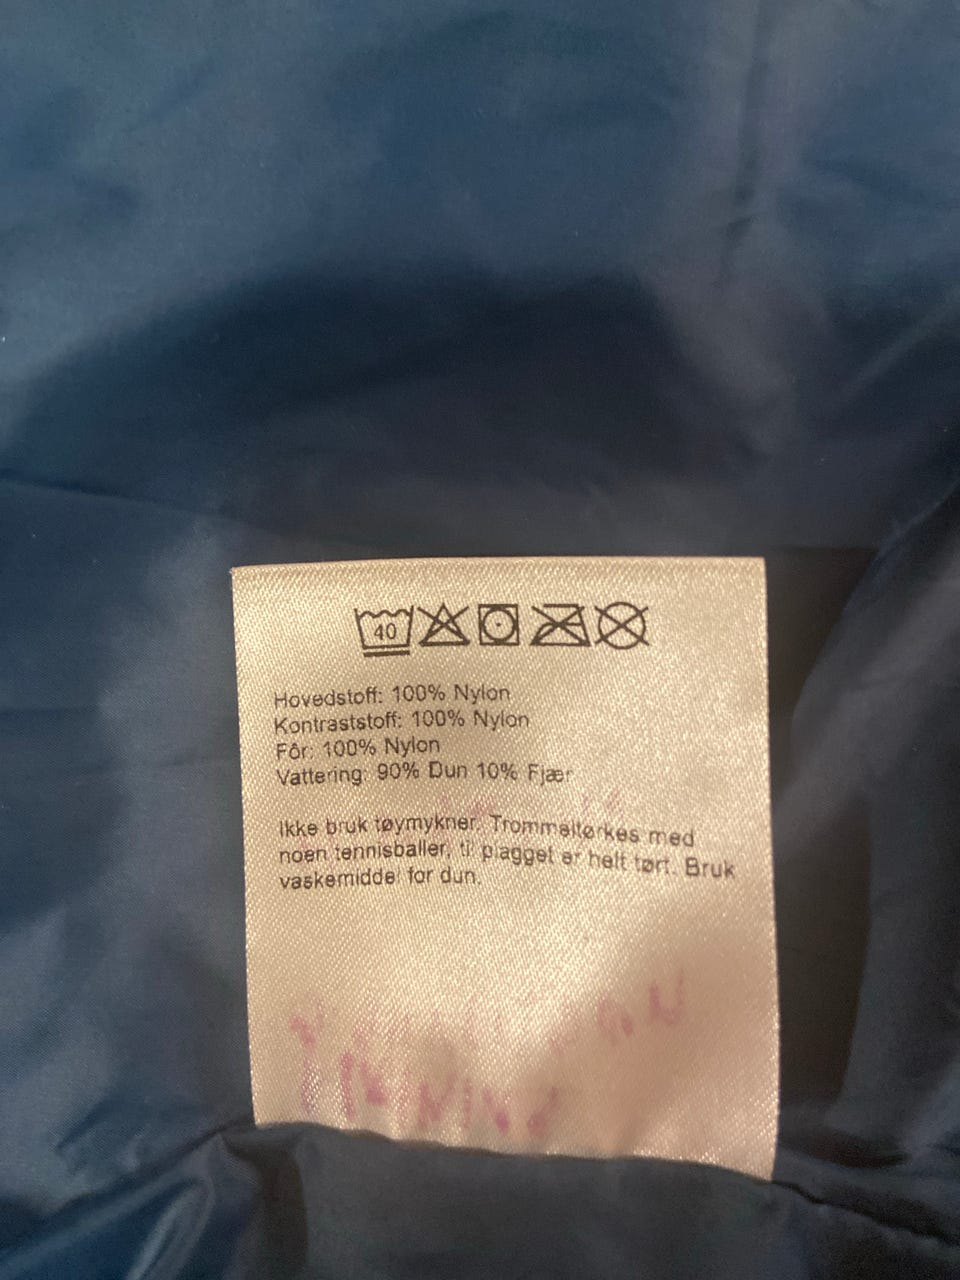 40
Hovedstoff: 100% Nylon
Kontraststoff: 100% Nylon
Fôr: 100% Nylon
Vattering: 90% Dun 10% Fjær
Ikke bruk tøymykner. Trommeltørkes med
noen tennisballer, til plagget er helt tørt. Bruk
vaskemiddel for dun.